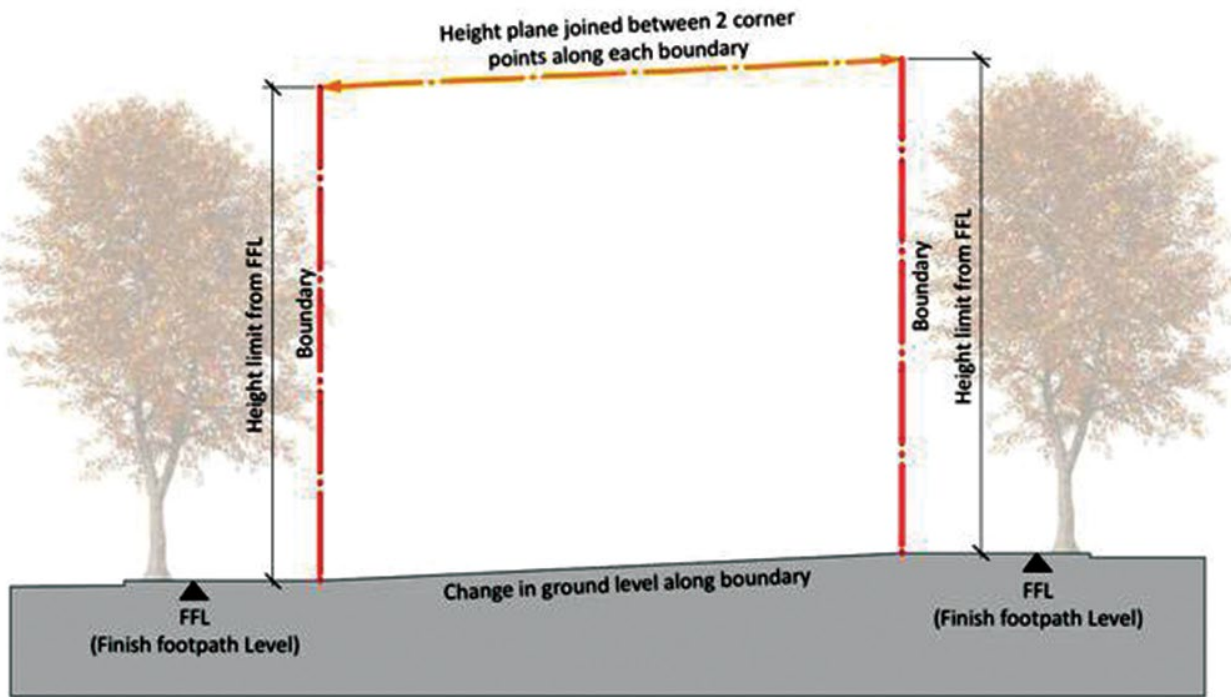 Height plane joined between 2 corner
points along each boundary
Height limit from FFL
Boundary
Boundary
Height limit from FFL
Change in ground level along boundary
FFL
(Finish footpath Level)
FFL
(Finish footpath Level)